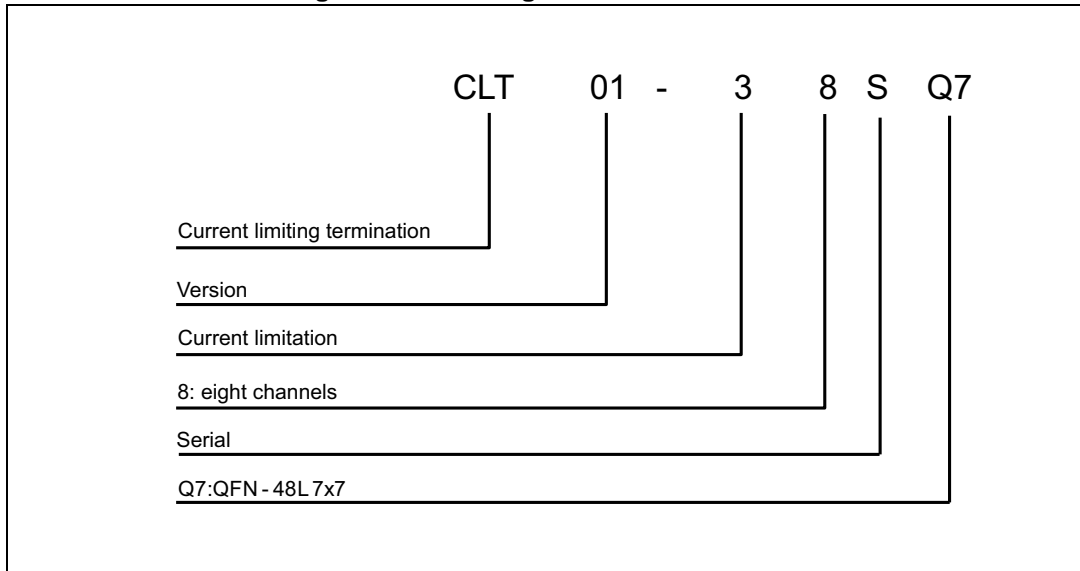 CLT 01 - 3 8 S Q7
Current limiting termination
Version
Current limitation
8: eight channels
Serial
Q7:QFN - 48L 7x7